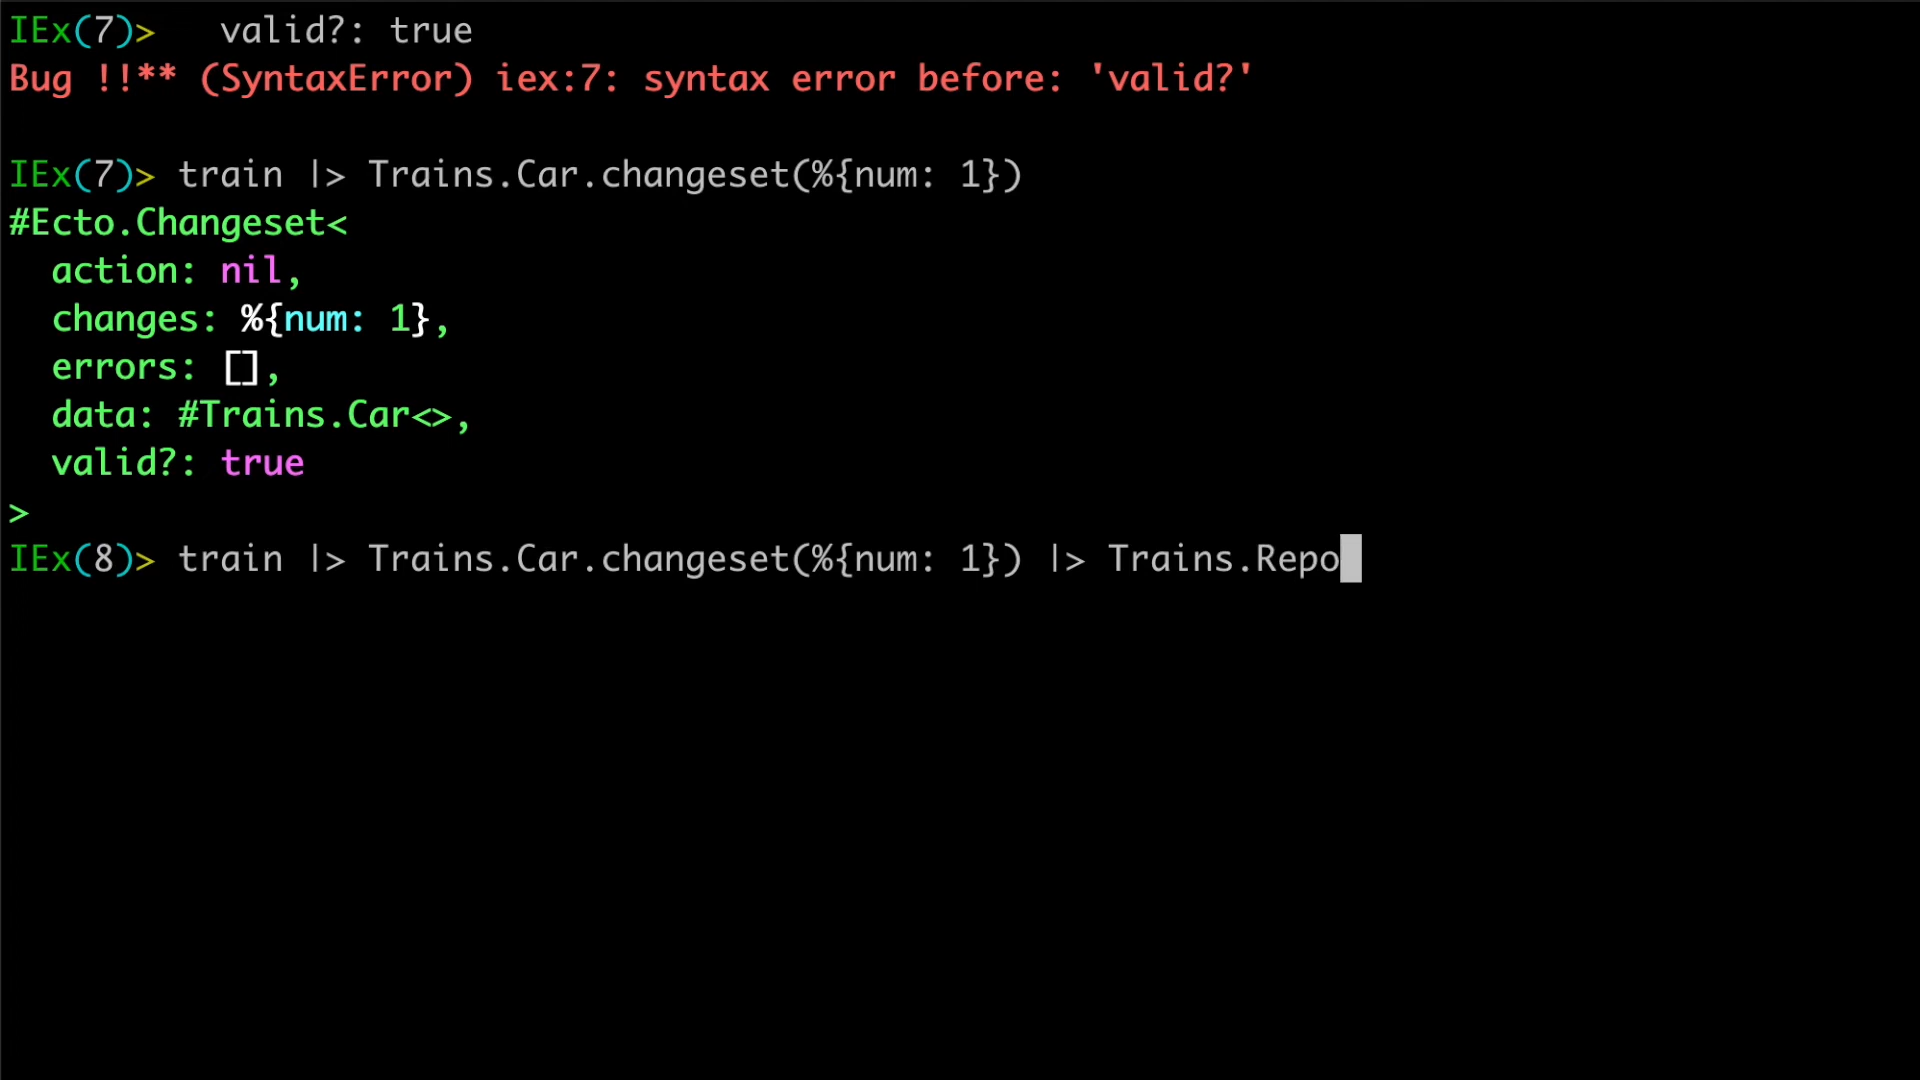 IEx(7)>   valid?: true
Bug !!** (SyntaxError) iex:7: syntax error before: 'valid?'
IEx(7)> train |> Trains.Car.changeset(%{num: 1})
#Ecto.Changeset<
  action: nil,
  changes: %{num: 1},
  errors: [],
  data: #Trains.Car<>,
  valid?: true
>
IEx(8)> train |> Trains.Car.changeset(%{num: 1}) |> Trains.Repo